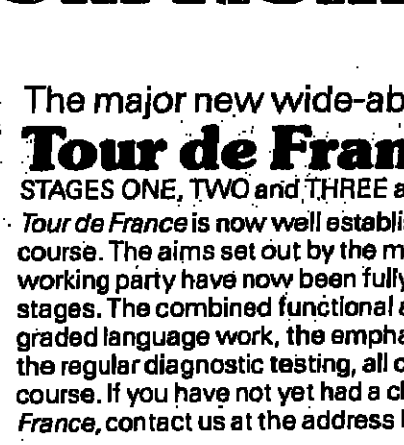 The major new wide-ab
Tour de Fran
STAGES ONE, TWO and THREE a
Tour de France is now well establi
course. The aims set out by the m
working party have now been fully
stages. The combined functional a
graded language work, the empha
the regular diagnostic testing, all c
course. If you have not yet had a c
France, contact us at the address